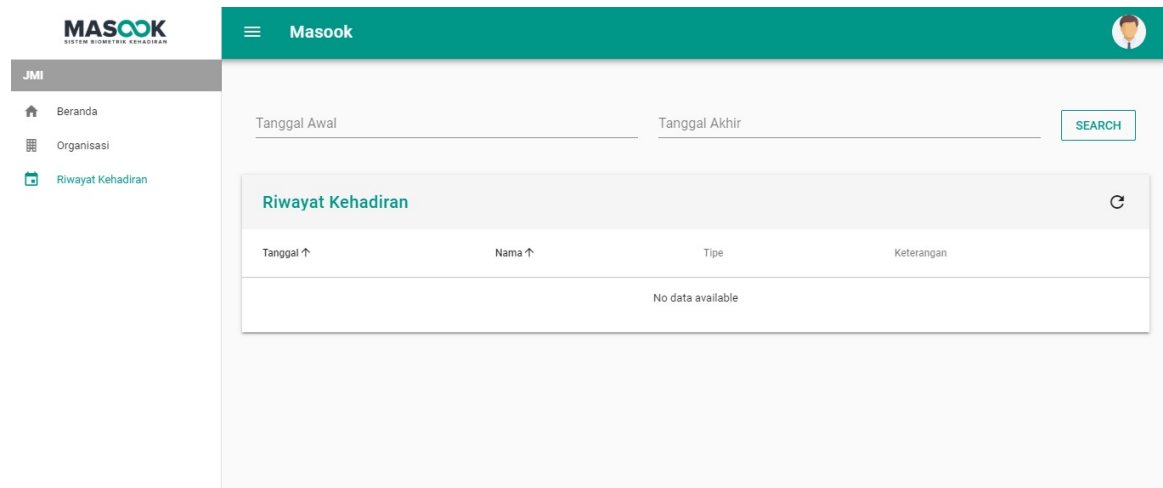 MASOOK
SISTEM BIOMETRIK KEHADIRAN
Masook
JMI
Beranda
Organisasi
Riwayat Kehadiran
Tanggal Awal
Tanggal Akhir
SEARCH
Riwayat Kehadiran
Tanggal↑ Nama↑ Tipe Keterangan
No data available